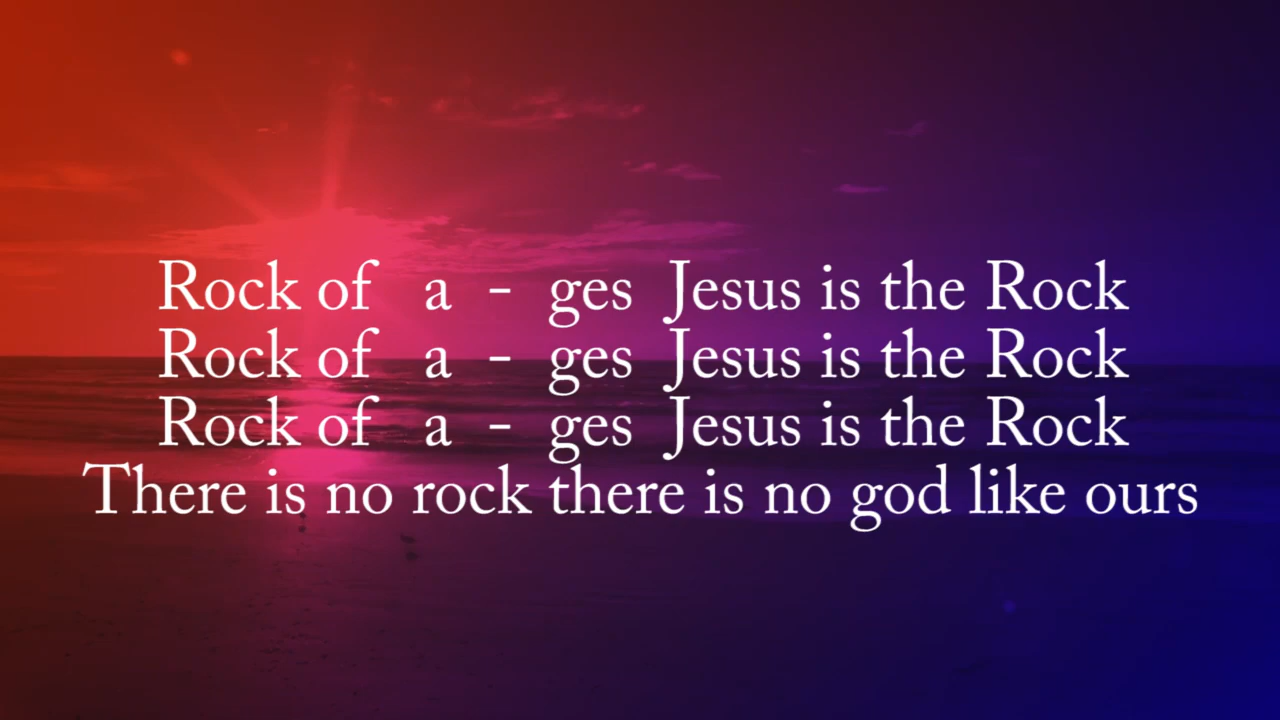 Rock of a - ges Jesus is the Rock
Rock of a - ges Jesus is the Rock
Rock of a - ges Jesus is the Rock
There is no rock there is no god like ours